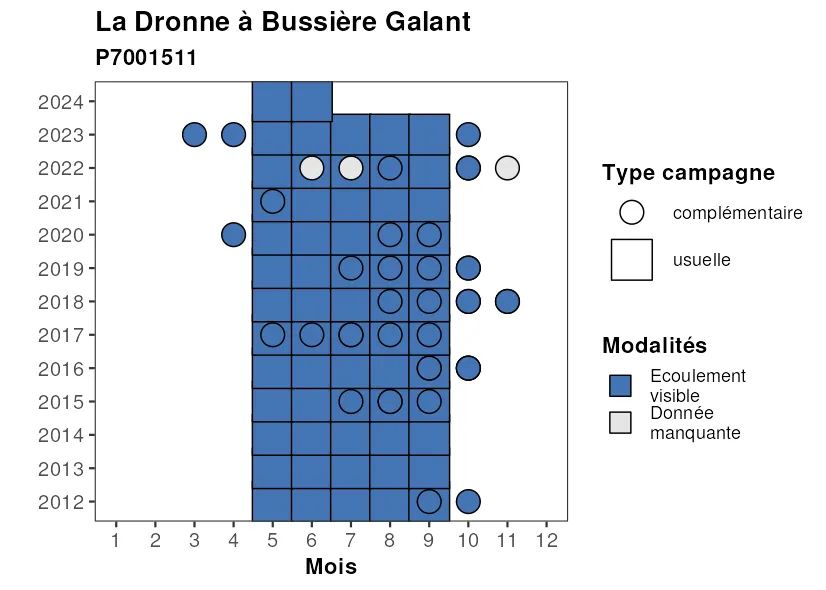 La Dronne à Bussière Galant
P7001511
2024
2023
2022
2021
2020
2019
2018
2017
2016
2015
2014
2013
2012
1 2 3 4 5 6 7 8 9 10 11 12
Mois
Type campagne
complémentaire
usuelle
Modalités
Ecoulement
visible
Donnée
manquante